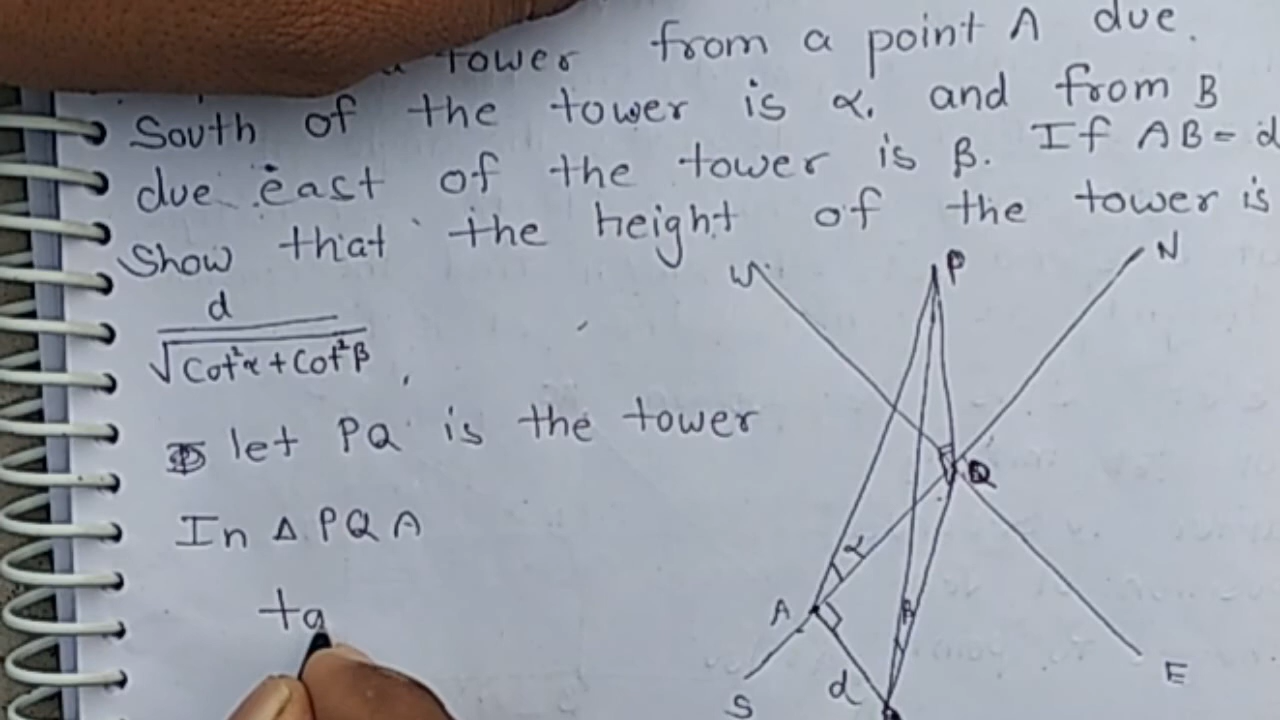 tower from a point A due.
South of the tower is α. and from B
due east of the tower is β. If AB = d
Show that the height of the tower is
d
√Cot²α + Cot²β
let PQ is the tower
In Δ PQA
ta
W
P
N
Q
α
A
β
S
d
E